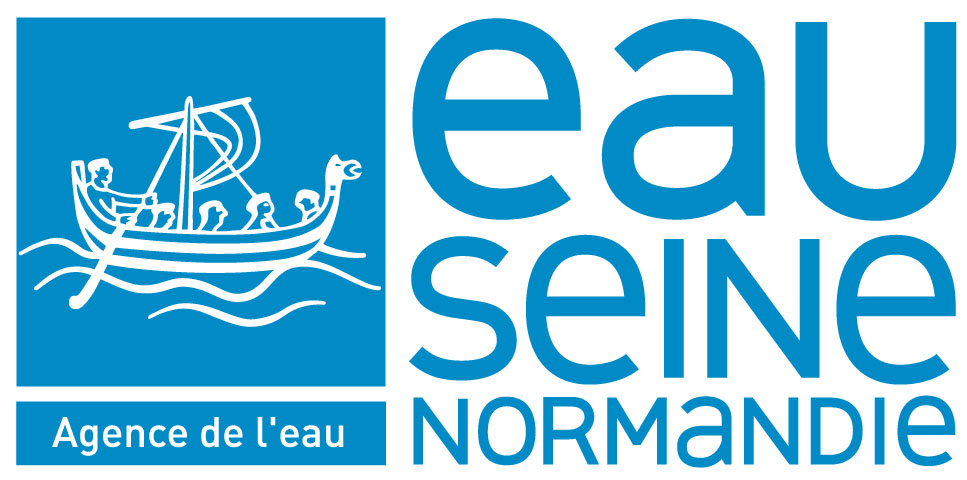 eau
SEINE
NORMANDIE
Agence de l'eau